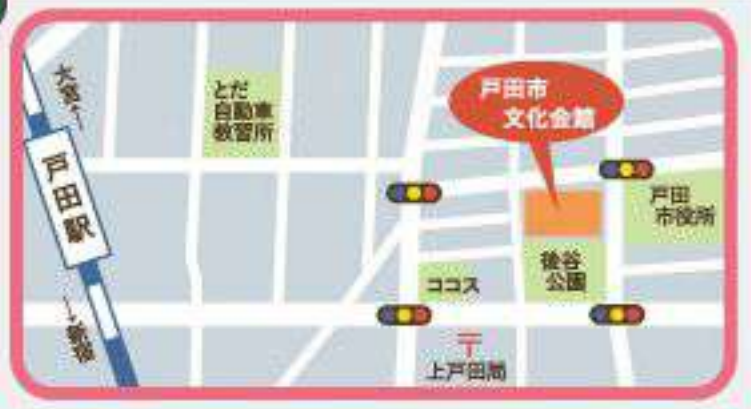 大宮→
とだ
自動車
教習所
戸田市
文化会館
戸田駅
戸田
市役所
後谷
公園
ココス
←新宿
〒
上戸田局